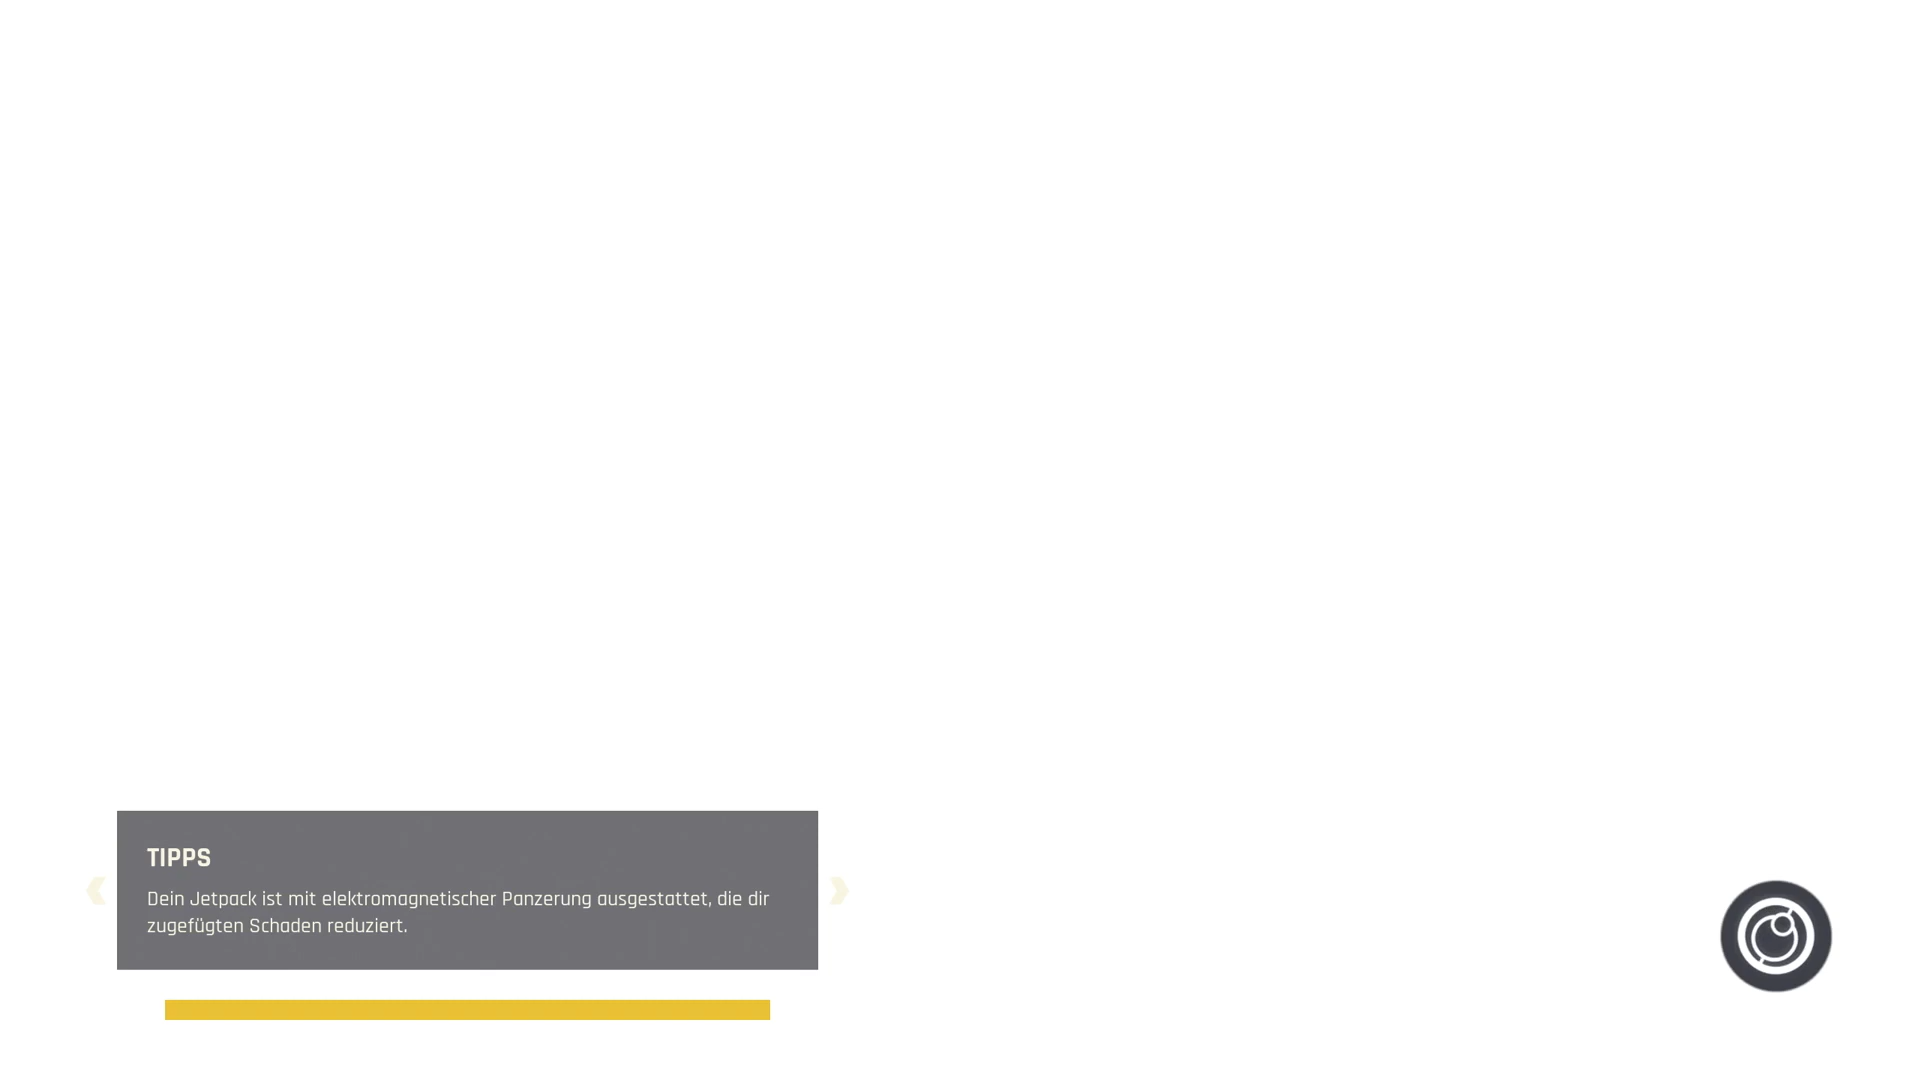 TIPPS
Dein Jetpack ist mit elektromagnetischer Panzerung ausgestattet, die dir
zugefügten Schaden reduziert.